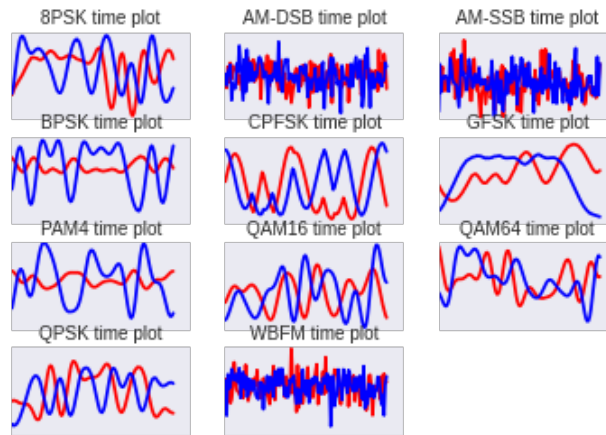 8PSK time plot AM-DSB time plot AM-SSB time plot
BPSK time plot CPFSK time plot GFSK time plot
PAM4 time plot QAM16 time plot QAM64 time plot
QPSK time plot WBFM time plot